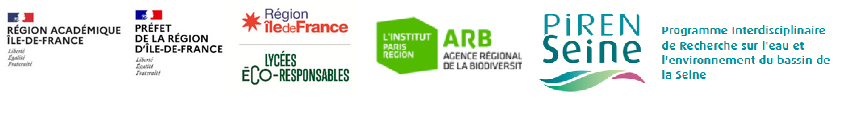 RÉGION ACADÉMIQUE
ÎLE-DE-FRANCE
Liberté
Égalité
Fraternité
PRÉFET
DE LA RÉGION
D'ÎLE-DE-FRANCE
Liberté
Égalité
Fraternité
Région
îledeFrance
LYCÉES
ÉCO-RESPONSABLES
L'INSTITUT
PARIS
REGION
ARB
AGENCE RÉGIONAL
DE LA BIODIVERSIT
PiREN
Seine
Programme Interdisciplinaire
de Recherche sur l'eau et
l'environnement du bassin de
la Seine